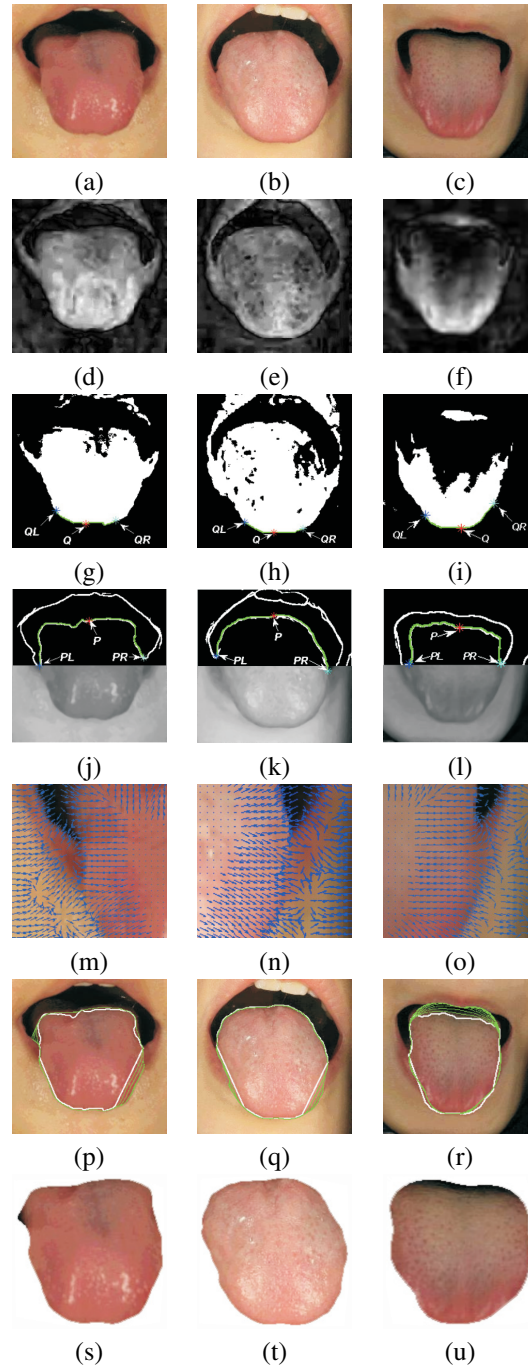 (a) (b) (c)
(d) (e) (f)
QL Q QR QL Q QR QL Q QR
(g) (h) (i)
P PL PR P PL PR P PL PR
(j) (k) (l)
(m) (n) (o)
(p) (q) (r)
(s) (t) (u)